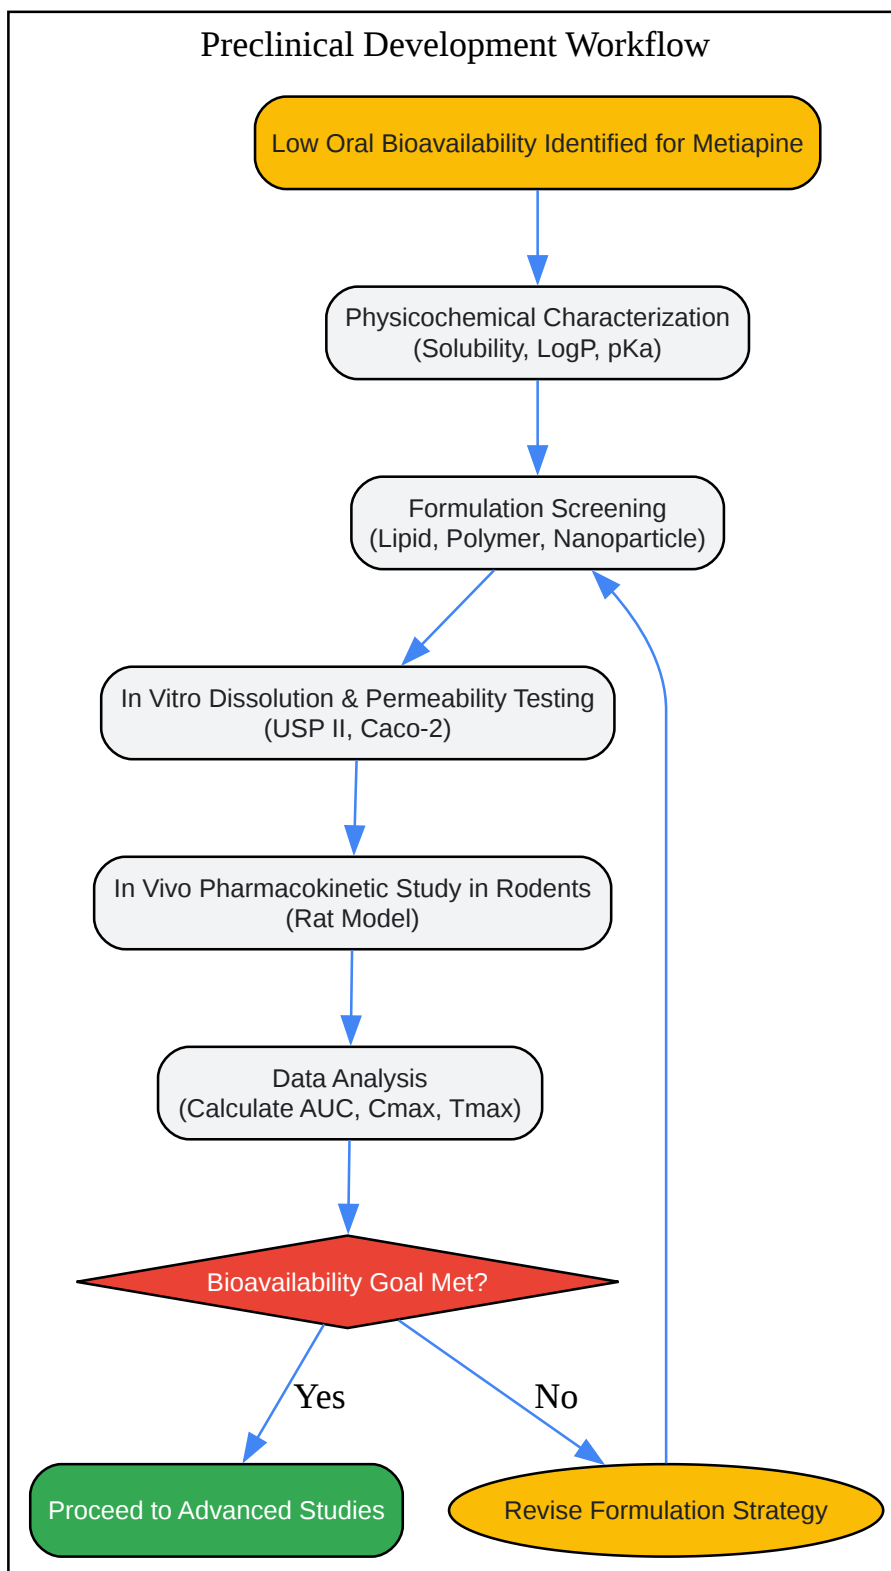 Preclinical Development Workflow
Low Oral Bioavailability Identified for Metiapine
Physicochemical Characterization
(Solubility, LogP, pKa)
Formulation Screening
(Lipid, Polymer, Nanoparticle)
In Vitro Dissolution & Permeability Testing
(USP II, Caco-2)
In Vivo Pharmacokinetic Study in Rodents
(Rat Model)
Data Analysis
(Calculate AUC, Cmax, Tmax)
Bioavailability Goal Met?
Yes
No
Proceed to Advanced Studies
Revise Formulation Strategy